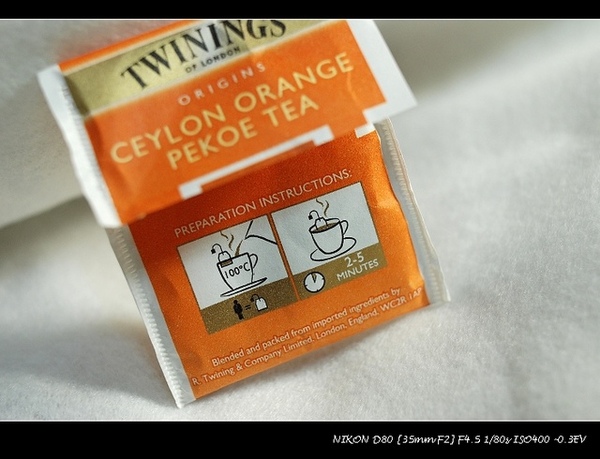 TWININGS
OF LONDON
ORIGINS
CEYLON ORANGE
PEKOE TEA
PREPARATION INSTRUCTIONS:
100°C
2-5
MINUTES
Blended and packed from imported ingredients by
R. Twining & Company Limited. London, England, WC2R 1AP
NIKON D80 [35mm F2] F4.5 1/80s ISO400 -0.3EV